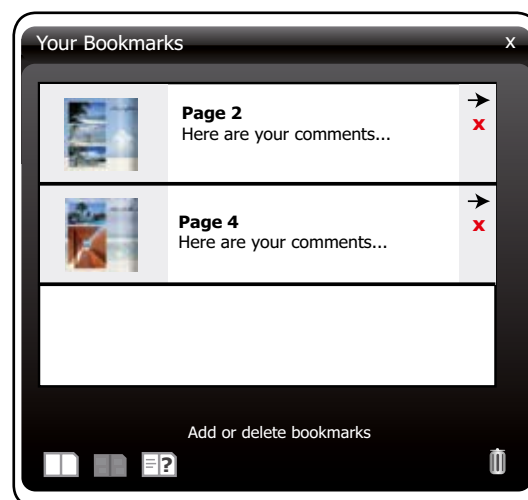 Your Bookmarks x
Page 2
Here are your comments...
x
Page 4
Here are your comments...
x
Add or delete bookmarks
?